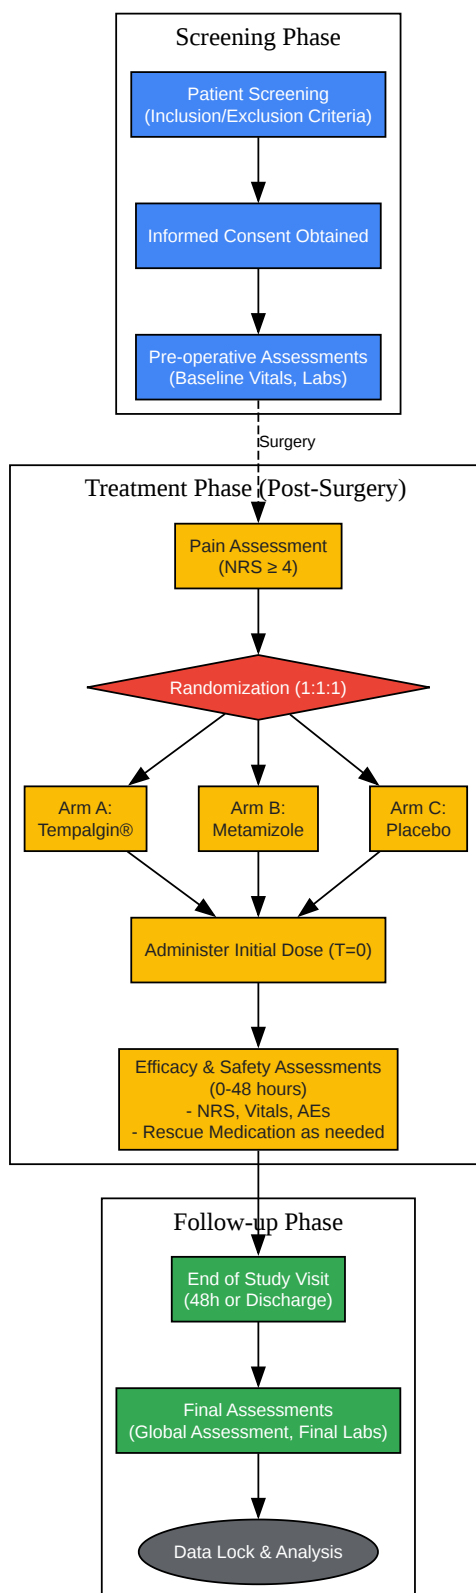 Screening Phase
Patient Screening
(Inclusion/Exclusion Criteria)
Informed Consent Obtained
Pre-operative Assessments
(Baseline Vitals, Labs)
Surgery
Treatment Phase (Post-Surgery)
Pain Assessment
(NRS ≥ 4)
Randomization (1:1:1)
Arm A:
Tempalgin®
Arm B:
Metamizole
Arm C:
Placebo
Administer Initial Dose (T=0)
Efficacy & Safety Assessments
(0-48 hours)
- NRS, Vitals, AEs
- Rescue Medication as needed
Follow-up Phase
End of Study Visit
(48h or Discharge)
Final Assessments
(Global Assessment, Final Labs)
Data Lock & Analysis